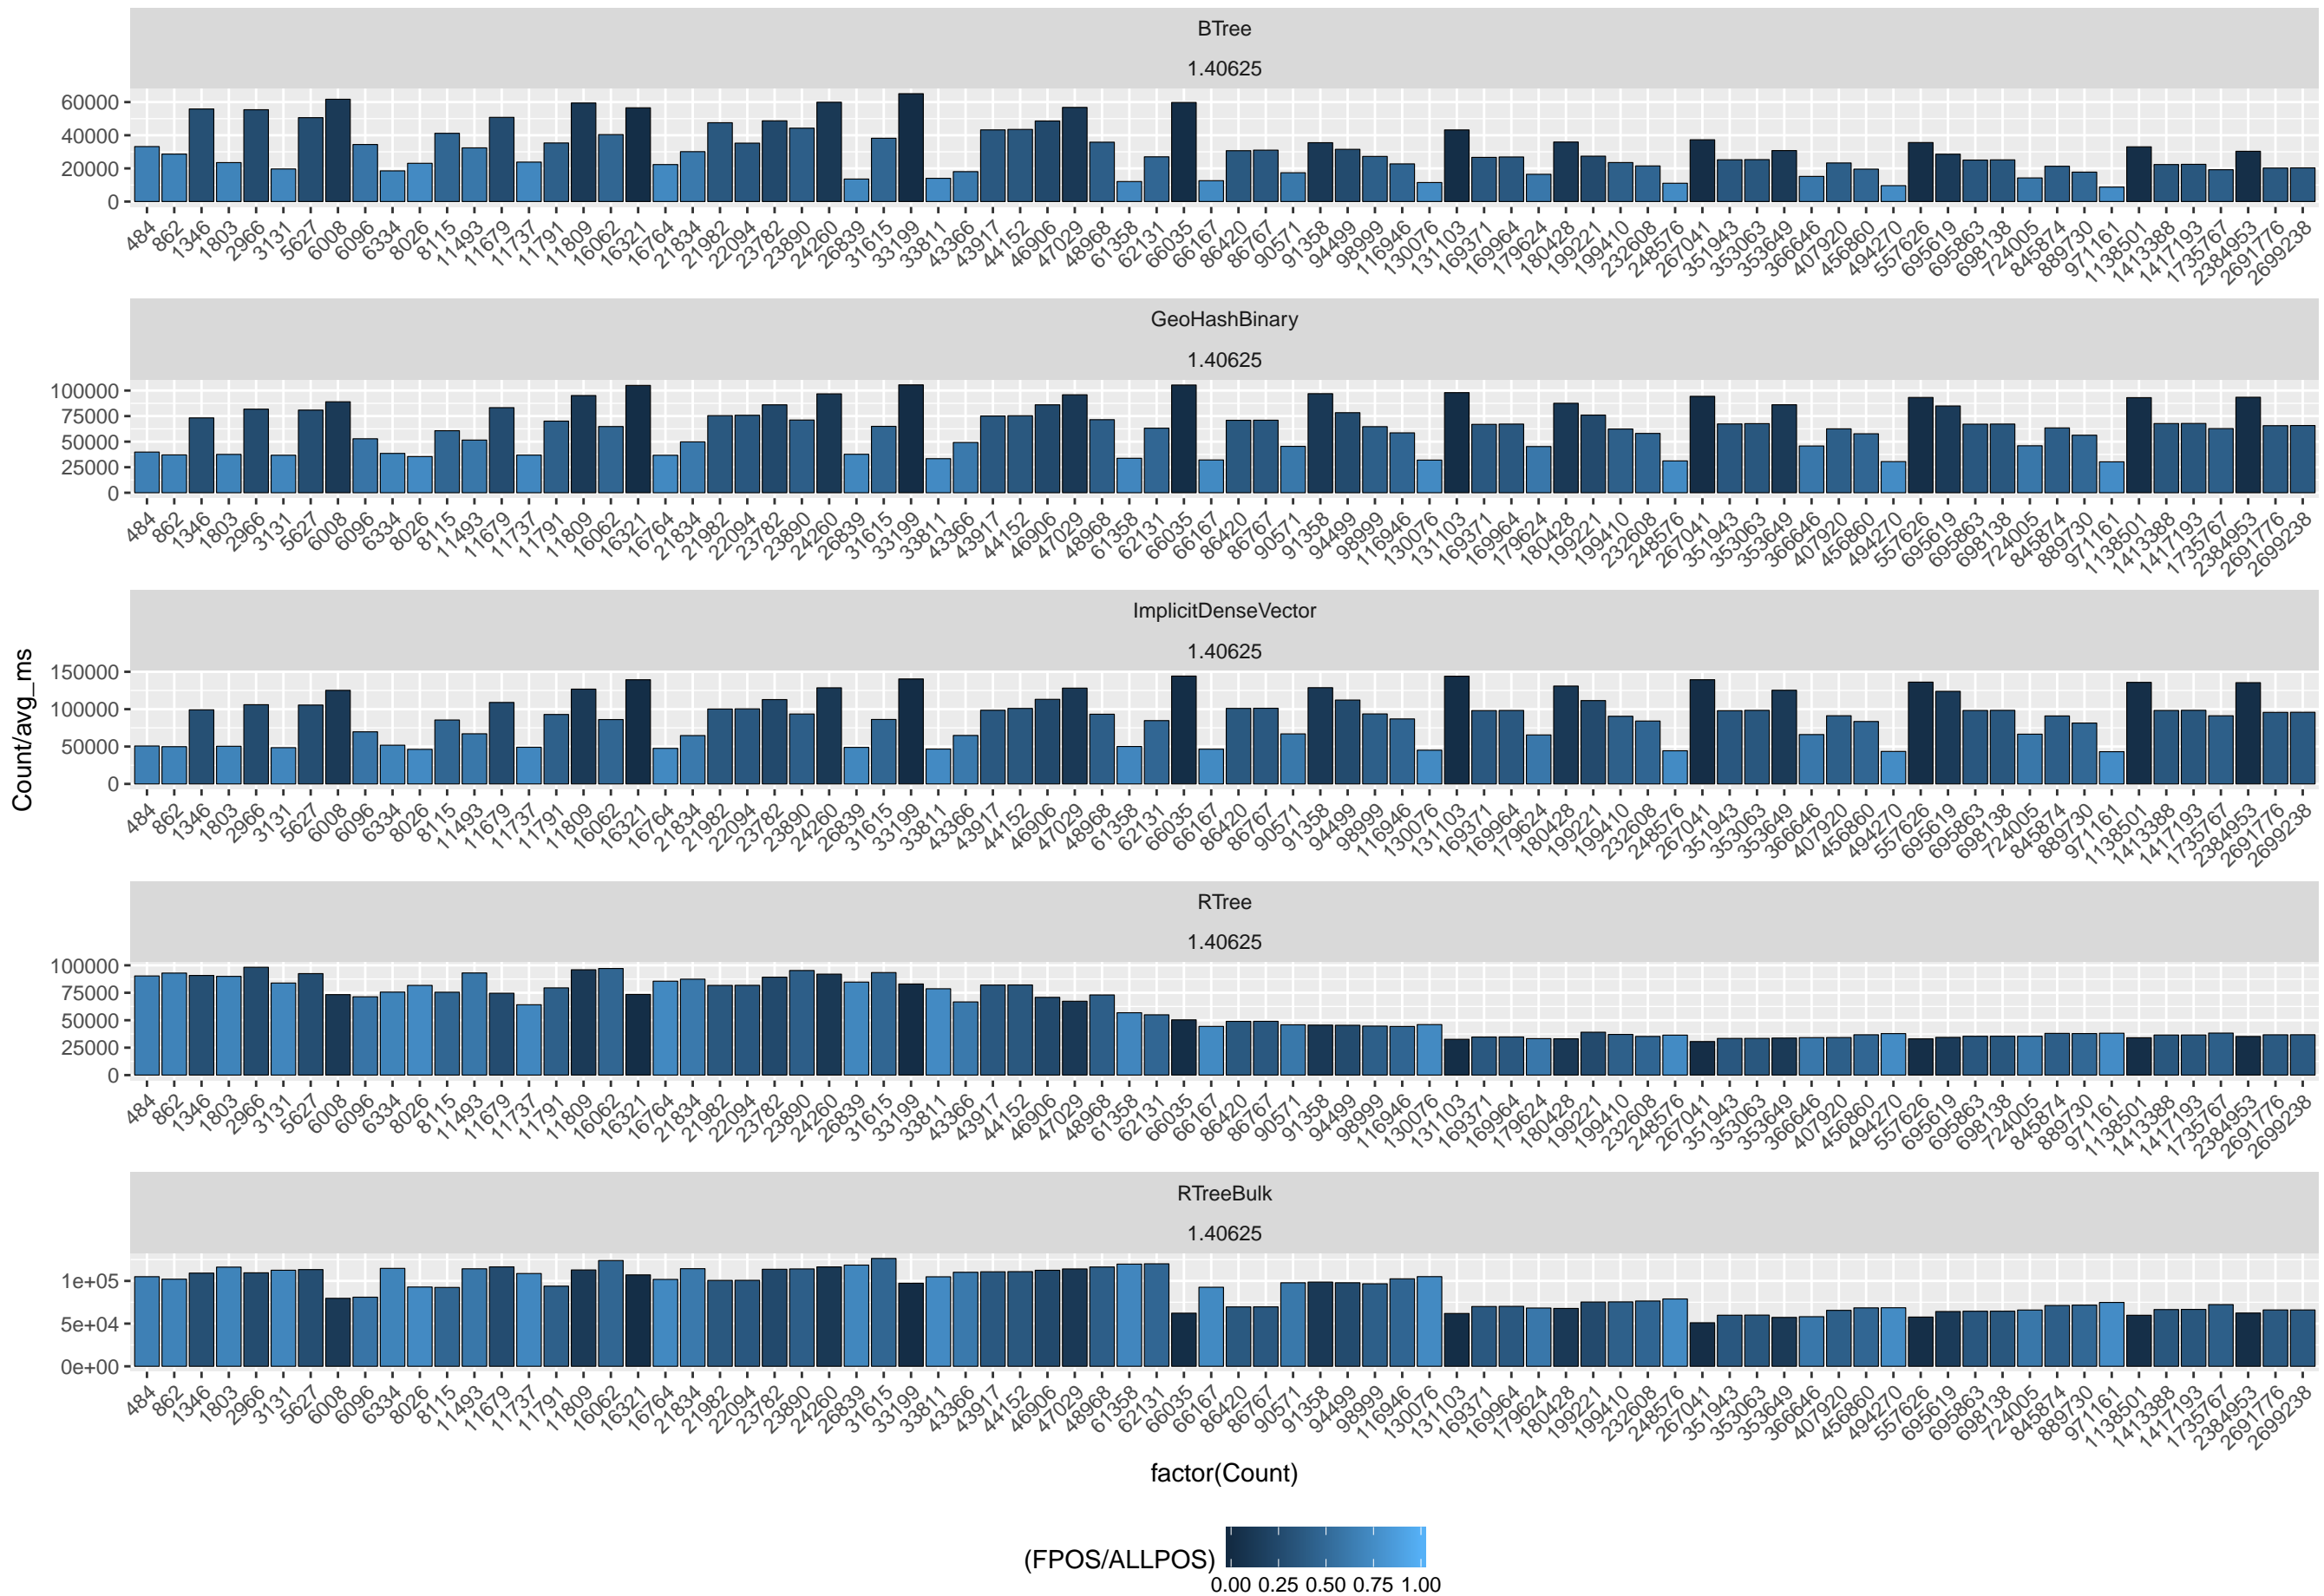 BTree
1.40625
60000
40000
20000
0
484 862 1346 1803 2966 3131 5627 6008 6096 6334 8026 8115 11493 11679 11737 11791 11809 16062 16321 16764 21834 21982 22094 23782 23890 24260 26839 31615 33199 33811 43366 43917 44152 46906 47029 48968 61358 62131 66035 66167 86420 86767 90571 91358 94499 98999 116946 130076 131103 169371 169964 179624 180428 199221 199410 232608 248576 267041 351943 353063 353649 366646 407920 456860 494270 557626 695619 695863 698138 724005 845874 889730 971161 1138501 1413388 1417193 1735767 2384953 2691776 2699238
GeoHashBinary
1.40625
100000
75000
50000
25000
0
484 862 1346 1803 2966 3131 5627 6008 6096 6334 8026 8115 11493 11679 11737 11791 11809 16062 16321 16764 21834 21982 22094 23782 23890 24260 26839 31615 33199 33811 43366 43917 44152 46906 47029 48968 61358 62131 66035 66167 86420 86767 90571 91358 94499 98999 116946 130076 131103 169371 169964 179624 180428 199221 199410 232608 248576 267041 351943 353063 353649 366646 407920 456860 494270 557626 695619 695863 698138 724005 845874 889730 971161 1138501 1413388 1417193 1735767 2384953 2691776 2699238
ImplicitDenseVector
1.40625
Count/avg_ms
150000
100000
50000
0
484 862 1346 1803 2966 3131 5627 6008 6096 6334 8026 8115 11493 11679 11737 11791 11809 16062 16321 16764 21834 21982 22094 23782 23890 24260 26839 31615 33199 33811 43366 43917 44152 46906 47029 48968 61358 62131 66035 66167 86420 86767 90571 91358 94499 98999 116946 130076 131103 169371 169964 179624 180428 199221 199410 232608 248576 267041 351943 353063 353649 366646 407920 456860 494270 557626 695619 695863 698138 724005 845874 889730 971161 1138501 1413388 1417193 1735767 2384953 2691776 2699238
RTree
1.40625
100000
75000
50000
25000
0
484 862 1346 1803 2966 3131 5627 6008 6096 6334 8026 8115 11493 11679 11737 11791 11809 16062 16321 16764 21834 21982 22094 23782 23890 24260 26839 31615 33199 33811 43366 43917 44152 46906 47029 48968 61358 62131 66035 66167 86420 86767 90571 91358 94499 98999 116946 130076 131103 169371 169964 179624 180428 199221 199410 232608 248576 267041 351943 353063 353649 366646 407920 456860 494270 557626 695619 695863 698138 724005 845874 889730 971161 1138501 1413388 1417193 1735767 2384953 2691776 2699238
RTreeBulk
1.40625
1e+05
5e+04
0e+00
484 862 1346 1803 2966 3131 5627 6008 6096 6334 8026 8115 11493 11679 11737 11791 11809 16062 16321 16764 21834 21982 22094 23782 23890 24260 26839 31615 33199 33811 43366 43917 44152 46906 47029 48968 61358 62131 66035 66167 86420 86767 90571 91358 94499 98999 116946 130076 131103 169371 169964 179624 180428 199221 199410 232608 248576 267041 351943 353063 353649 366646 407920 456860 494270 557626 695619 695863 698138 724005 845874 889730 971161 1138501 1413388 1417193 1735767 2384953 2691776 2699238
factor(Count)
(FPOS/ALLPOS)
0.00 0.25 0.50 0.75 1.00